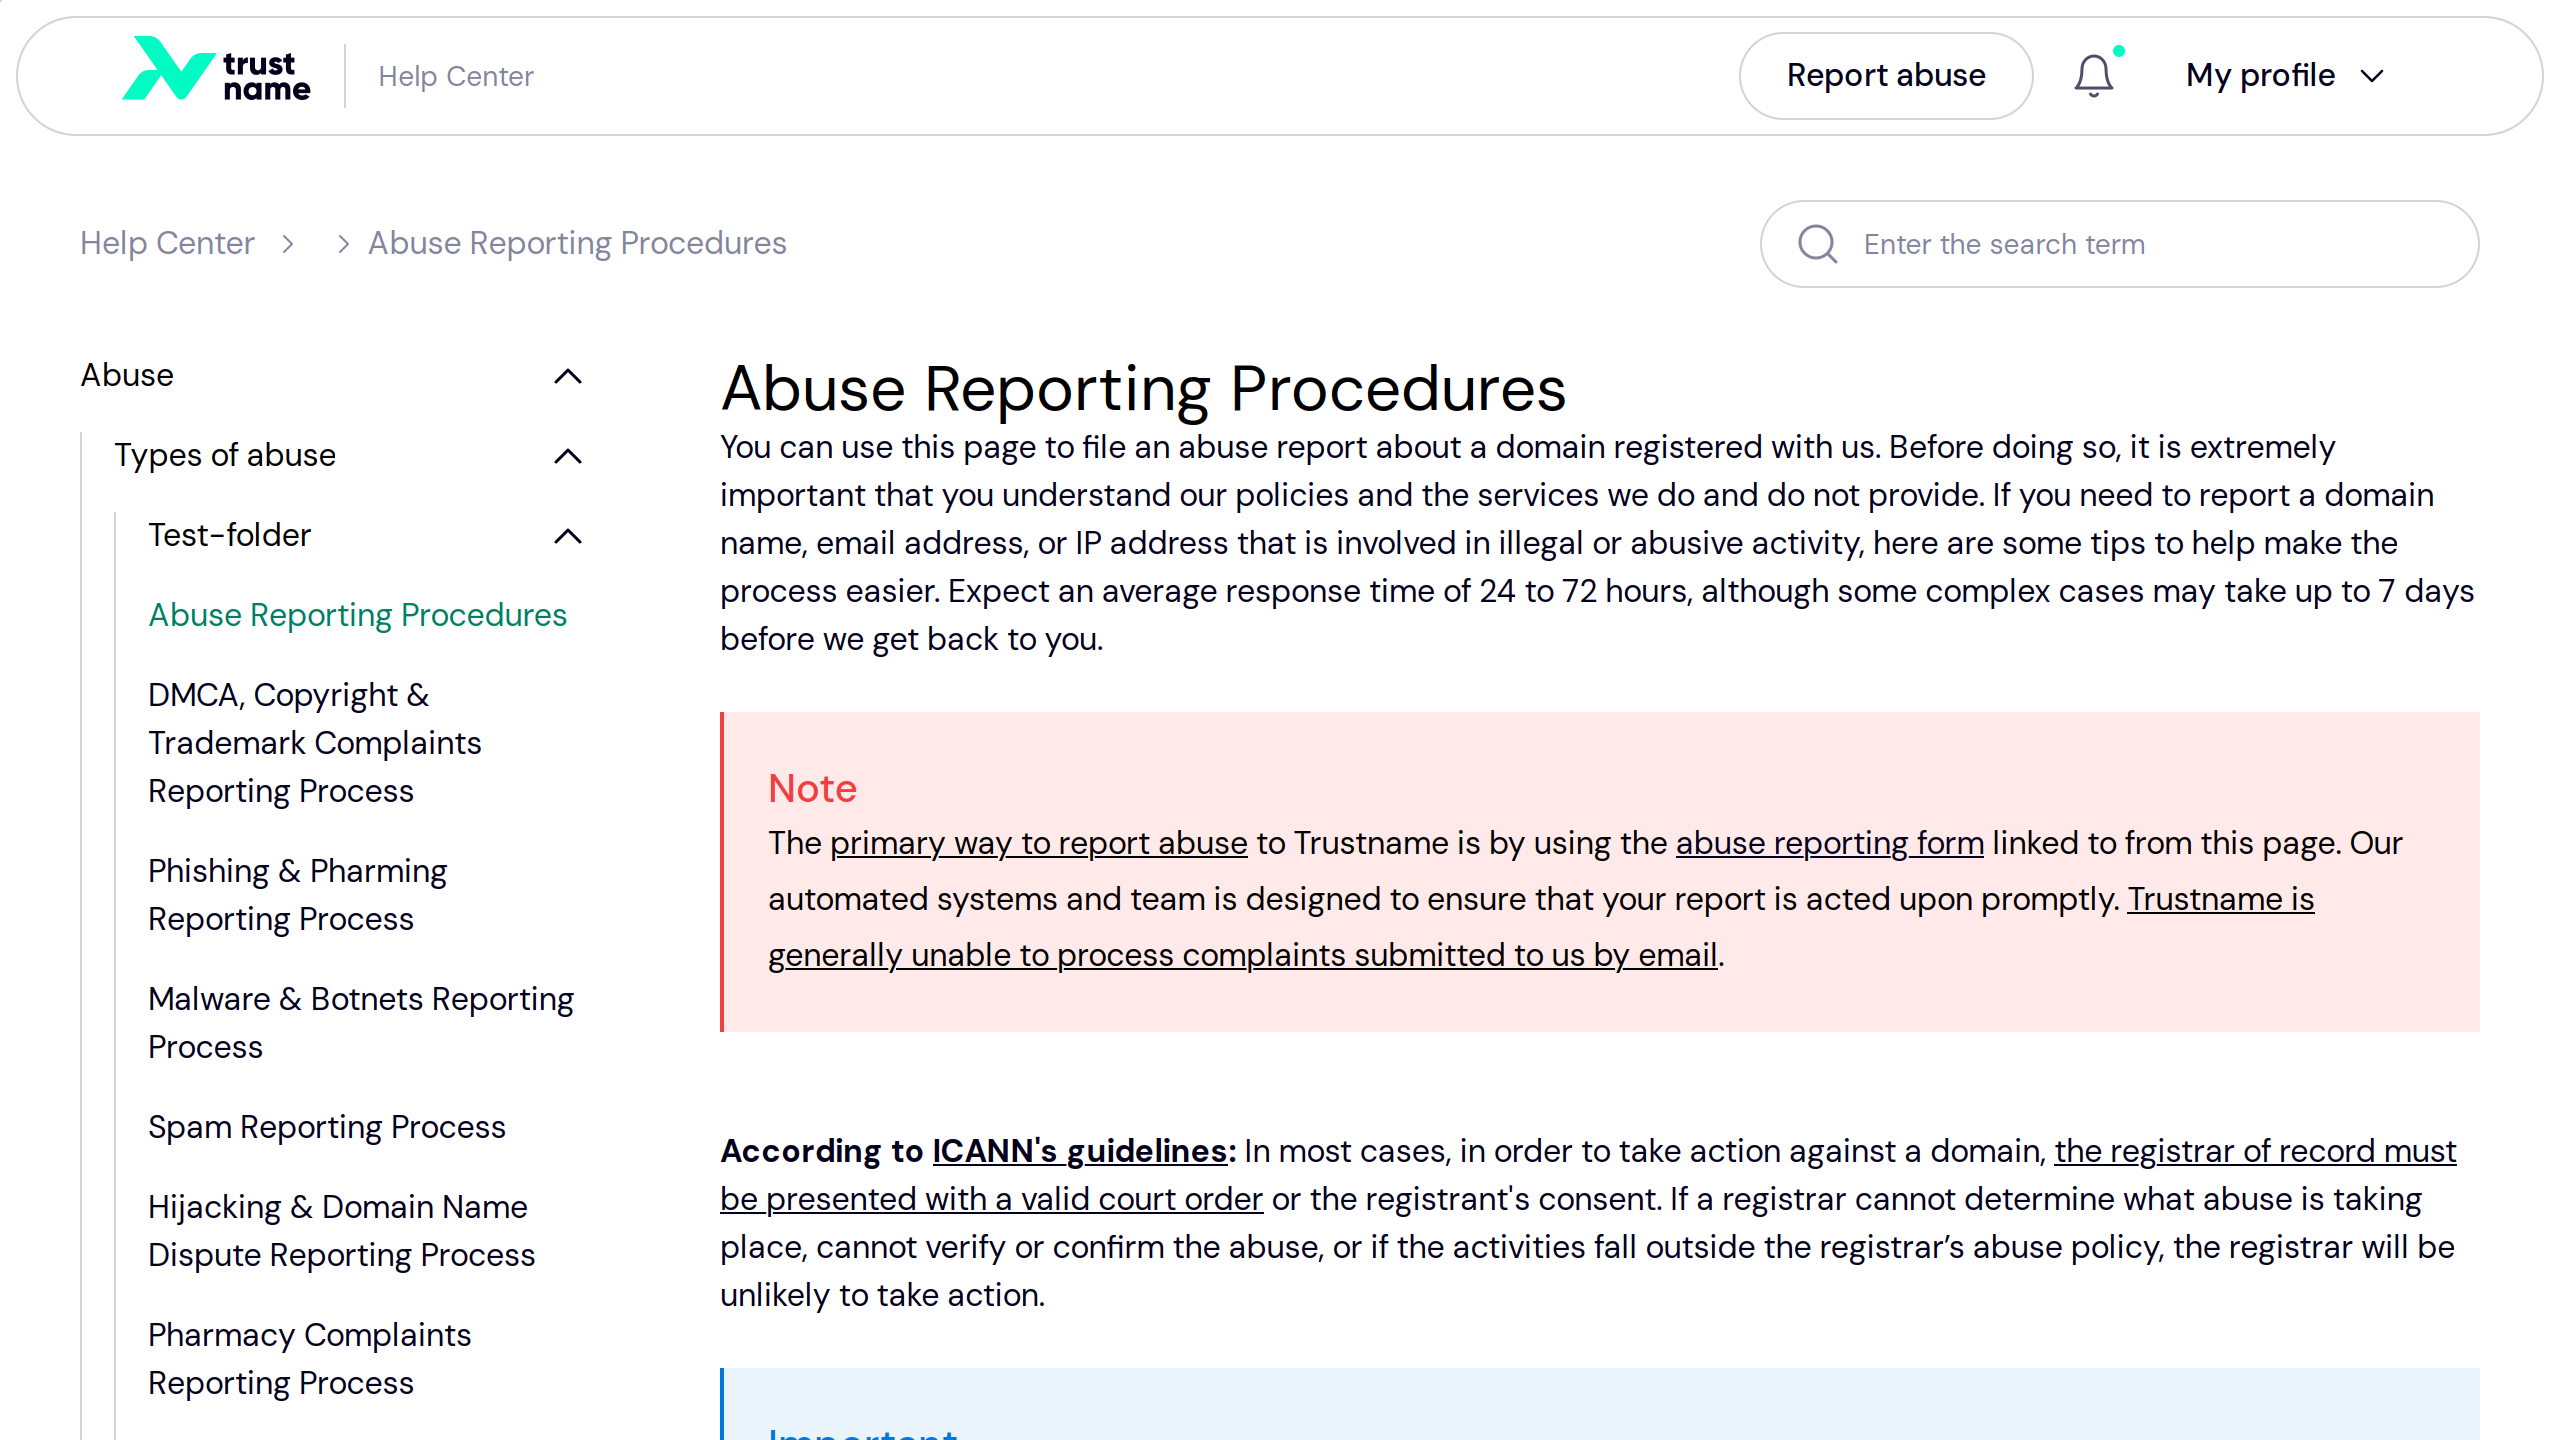 trust
name
Help Center
Report abuse
My profile
Help Center
Abuse Reporting Procedures
Enter the search term
Abuse
Types of abuse
Test-folder
Abuse Reporting Procedures
DMCA, Copyright &
Trademark Complaints
Reporting Process
Phishing & Pharming
Reporting Process
Malware & Botnets Reporting
Process
Spam Reporting Process
Hijacking & Domain Name
Dispute Reporting Process
Pharmacy Complaints
Reporting Process
Abuse Reporting Procedures
You can use this page to file an abuse report about a domain registered with us. Before doing so, it is extremely
important that you understand our policies and the services we do and do not provide. If you need to report a domain
name, email address, or IP address that is involved in illegal or abusive activity, here are some tips to help make the
process easier. Expect an average response time of 24 to 72 hours, although some complex cases may take up to 7 days
before we get back to you.
Note
The primary way to report abuse to Trustname is by using the abuse reporting form linked to from this page. Our
automated systems and team is designed to ensure that your report is acted upon promptly. Trustname is
generally unable to process complaints submitted to us by email.
According to ICANN's guidelines: In most cases, in order to take action against a domain, the registrar of record must
be presented with a valid court order or the registrant's consent. If a registrar cannot determine what abuse is taking
place, cannot verify or confirm the abuse, or if the activities fall outside the registrar’s abuse policy, the registrar will be
unlikely to take action.
Important